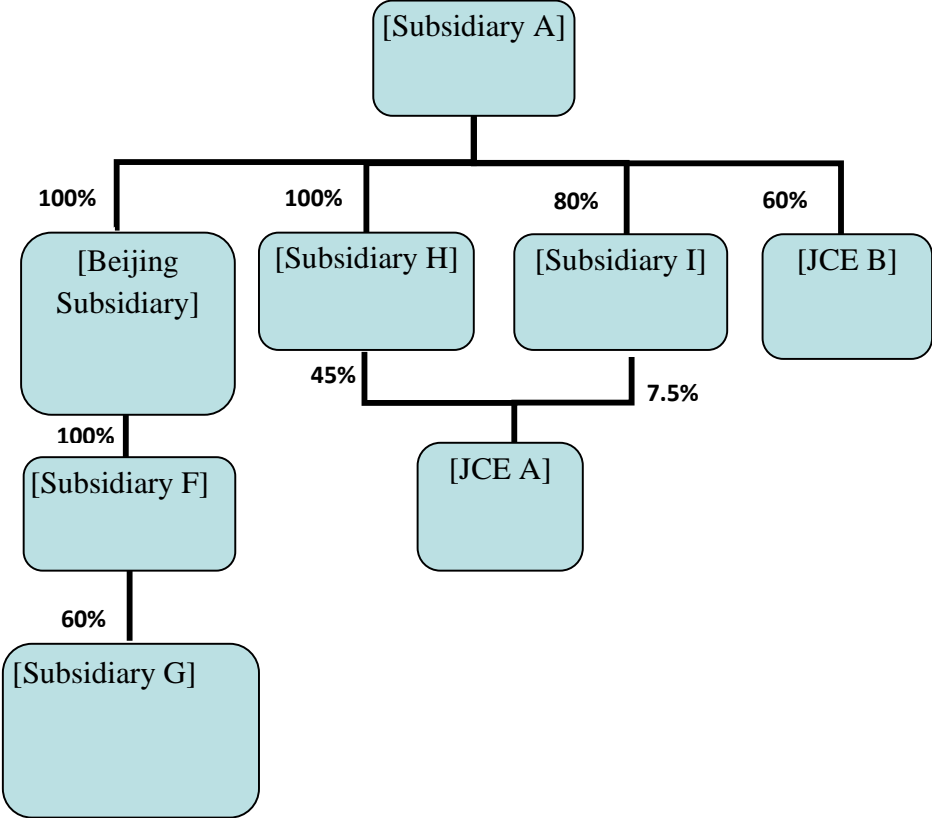 [Subsidiary A]
100%
100%
80%
60%
[Beijing
Subsidiary]
[Subsidiary H]
[Subsidiary I]
[JCE B]
45%
7.5%
100%
[JCE A]
[Subsidiary F]
60%
[Subsidiary G]